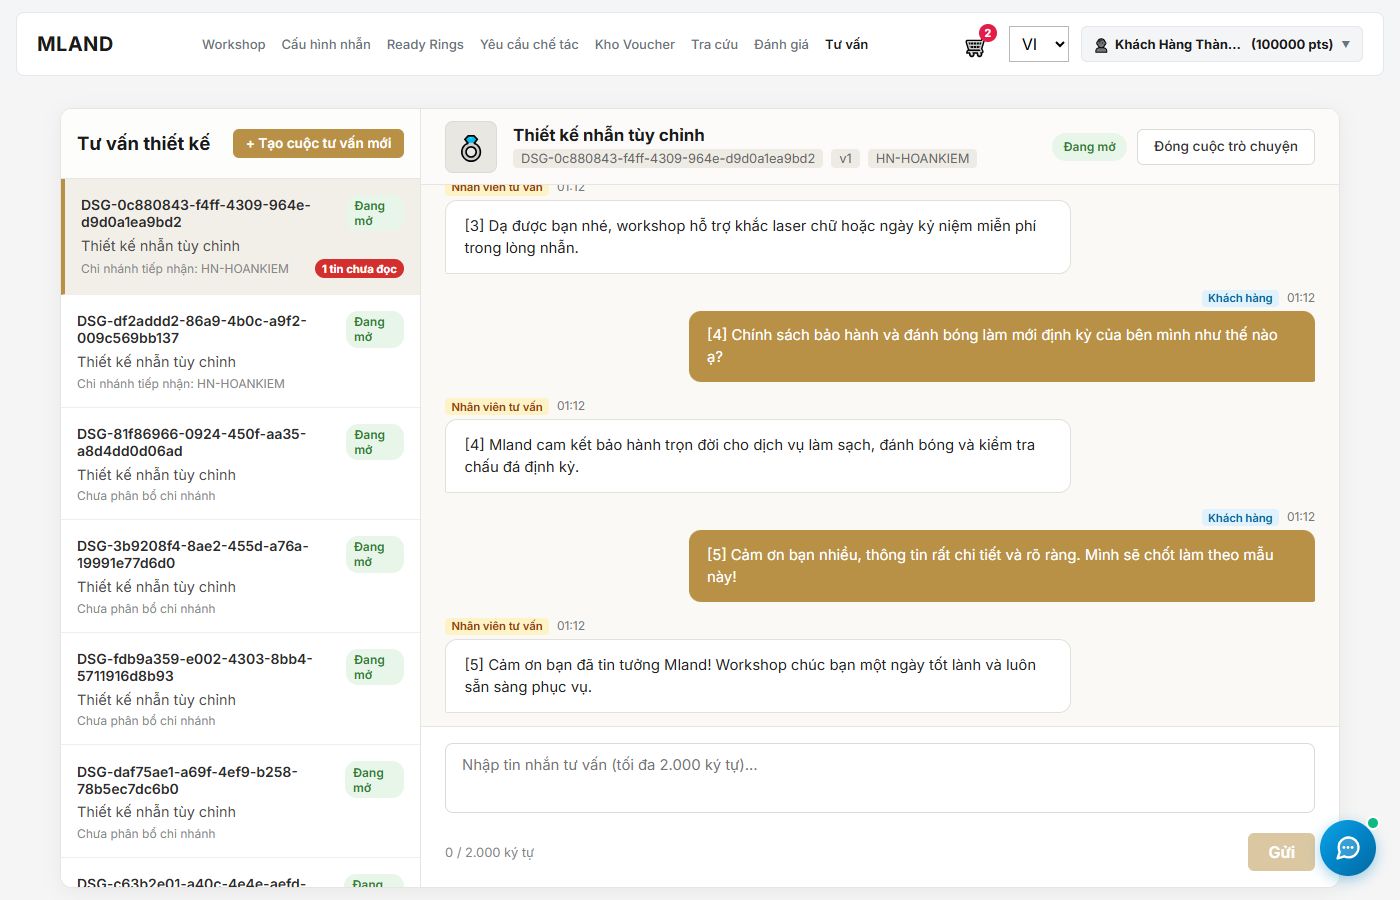 MLAND
Workshop
Cấu hình nhẫn
Ready Rings
Yêu cầu chế tác
Kho Voucher
Tra cứu
Đánh giá
Tư vấn
2
VI
Khách Hàng Thàn...
(100000 pts)
Tư vấn thiết kế
+ Tạo cuộc tư vấn mới
DSG-0c880843-f4ff-4309-964e-
d9d0a1ea9bd2
Đang
mở
Thiết kế nhẫn tùy chỉnh
Chi nhánh tiếp nhận: HN-HOANKIEM
1 tin chưa đọc
DSG-df2addd2-86a9-4b0c-a9f2-
009c569bb137
Đang
mở
Thiết kế nhẫn tùy chỉnh
Chi nhánh tiếp nhận: HN-HOANKIEM
DSG-81f86966-0924-450f-aa35-
a8d4dd0d06ad
Đang
mở
Thiết kế nhẫn tùy chỉnh
Chưa phân bổ chi nhánh
DSG-3b9208f4-8ae2-455d-a76a-
19991e77d6d0
Đang
mở
Thiết kế nhẫn tùy chỉnh
Chưa phân bổ chi nhánh
DSG-fdb9a359-e002-4303-8bb4-
5711916d8b93
Đang
mở
Thiết kế nhẫn tùy chỉnh
Chưa phân bổ chi nhánh
DSG-daf75ae1-a69f-4ef9-b258-
78b5ec7dc6b0
Đang
mở
Thiết kế nhẫn tùy chỉnh
Chưa phân bổ chi nhánh
DSG-c63b2e01-a40c-4e4e-aefd-
Đang
Thiết kế nhẫn tùy chỉnh
DSG-0c880843-f4ff-4309-964e-d9d0a1ea9bd2
v1
HN-HOANKIEM
Đang mở
Đóng cuộc trò chuyện
Nhân viên tư vấn 01:12
[3] Dạ được bạn nhé, workshop hỗ trợ khắc laser chữ hoặc ngày kỷ niệm miễn phí
trong lòng nhẫn.
Khách hàng 01:12
[4] Chính sách bảo hành và đánh bóng làm mới định kỳ của bên mình như thế nào
ạ?
Nhân viên tư vấn 01:12
[4] Mland cam kết bảo hành trọn đời cho dịch vụ làm sạch, đánh bóng và kiểm tra
chấu đá định kỳ.
Khách hàng 01:12
[5] Cảm ơn bạn nhiều, thông tin rất chi tiết và rõ ràng. Mình sẽ chốt làm theo mẫu
này!
Nhân viên tư vấn 01:12
[5] Cảm ơn bạn đã tin tưởng Mland! Workshop chúc bạn một ngày tốt lành và luôn
sẵn sàng phục vụ.
Nhập tin nhắn tư vấn (tối đa 2.000 ký tự)...
0 / 2.000 ký tự
Gửi